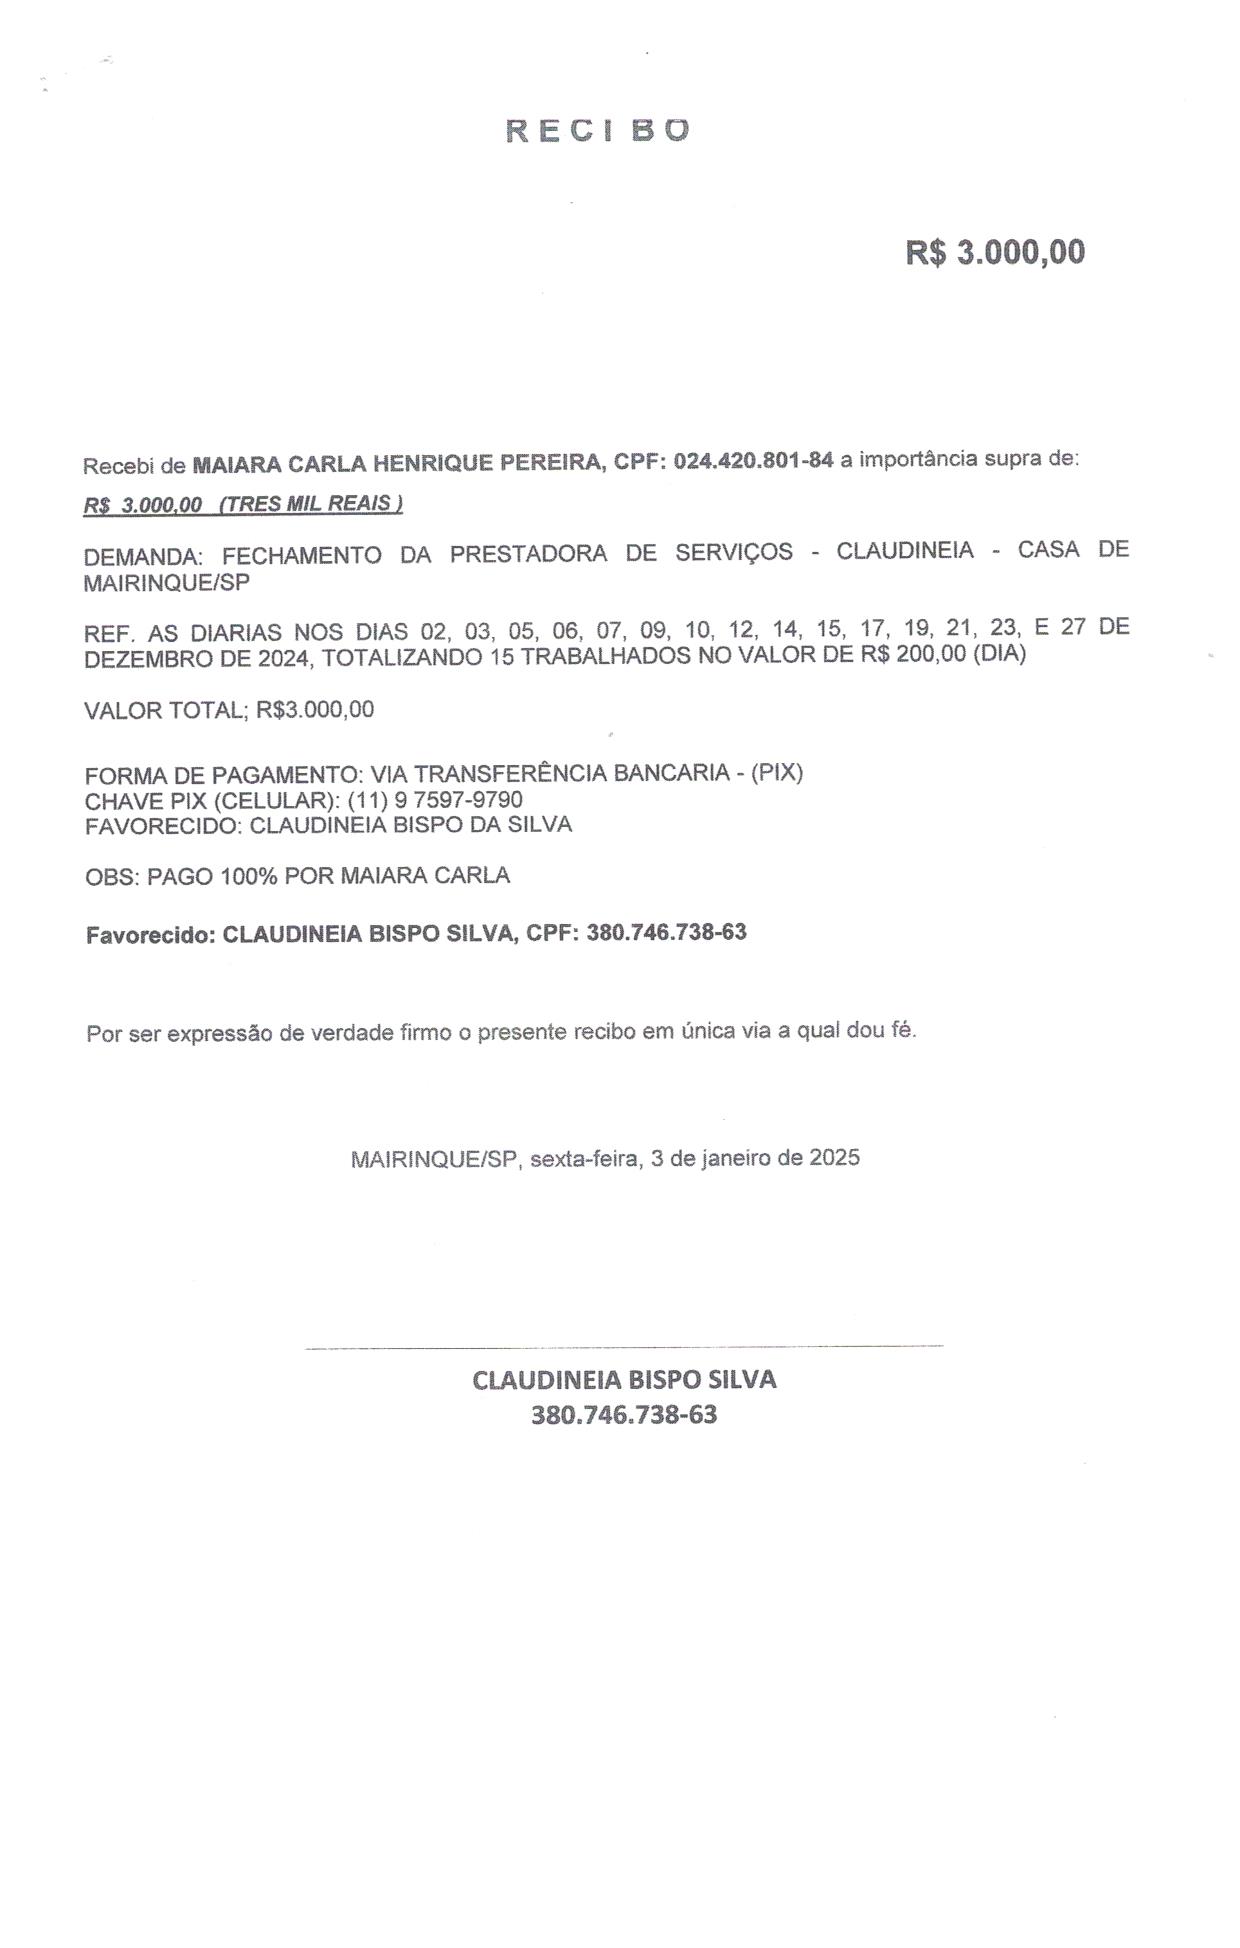 RECIBO
R$ 3.000,00
Recebi de MAIARA CARLA HENRIQUE PEREIRA, CPF: 024.420.801-84 a importância supra de:
R$ 3.000,00 (TRES MIL REAIS )
DEMANDA: FECHAMENTO DA PRESTADORA DE SERVIÇOS - CLAUDINEIA - CASA DE
MAIRINQUE/SP
REF. AS DIARIAS NOS DIAS 02, 03, 05, 06, 07, 09, 10, 12, 14, 15, 17, 19, 21, 23, E 27 DE
DEZEMBRO DE 2024, TOTALIZANDO 15 TRABALHADOS NO VALOR DE R$ 200,00 (DIA)
VALOR TOTAL; R$3.000,00
FORMA DE PAGAMENTO: VIA TRANSFERÊNCIA BANCARIA - (PIX)
CHAVE PIX (CELULAR): (11) 9 7597-9790
FAVORECIDO: CLAUDINEIA BISPO DA SILVA
OBS: PAGO 100% POR MAIARA CARLA
Favorecido: CLAUDINEIA BISPO SILVA, CPF: 380.746.738-63
Por ser expressão de verdade firmo o presente recibo em única via a qual dou fé.
MAIRINQUE/SP, sexta-feira, 3 de janeiro de 2025
CLAUDINEIA BISPO SILVA
380.746.738-63